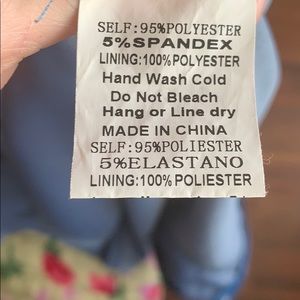 SELF:95%POLYESTER
5%SPANDEX
LINING:100%POLYESTER
Hand Wash Cold
Do Not Bleach
Hang or Line dry
MADE IN CHINA
SELF:95%POLIESTER
5%ELASTANO
LINING:100%POLIESTER